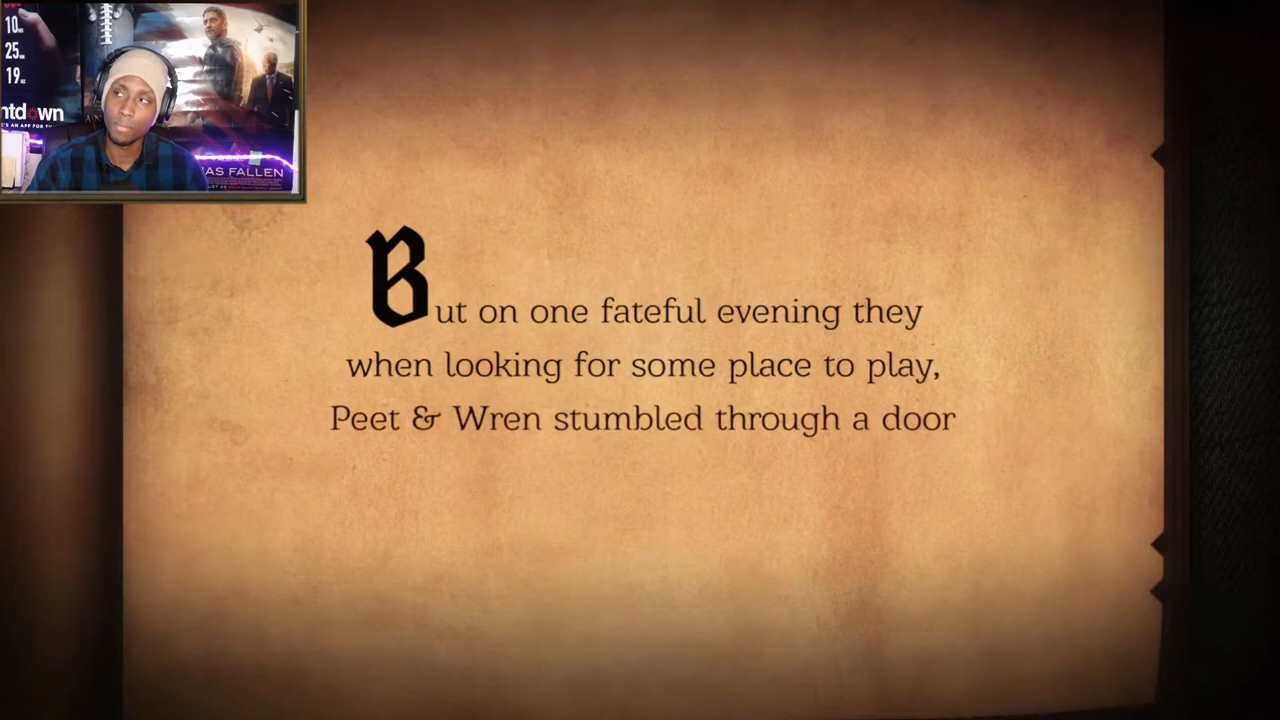 10
25
19
ntdown
AS FALLEN
But on one fateful evening they
when looking for some place to play,
Peet & Wren stumbled through a door